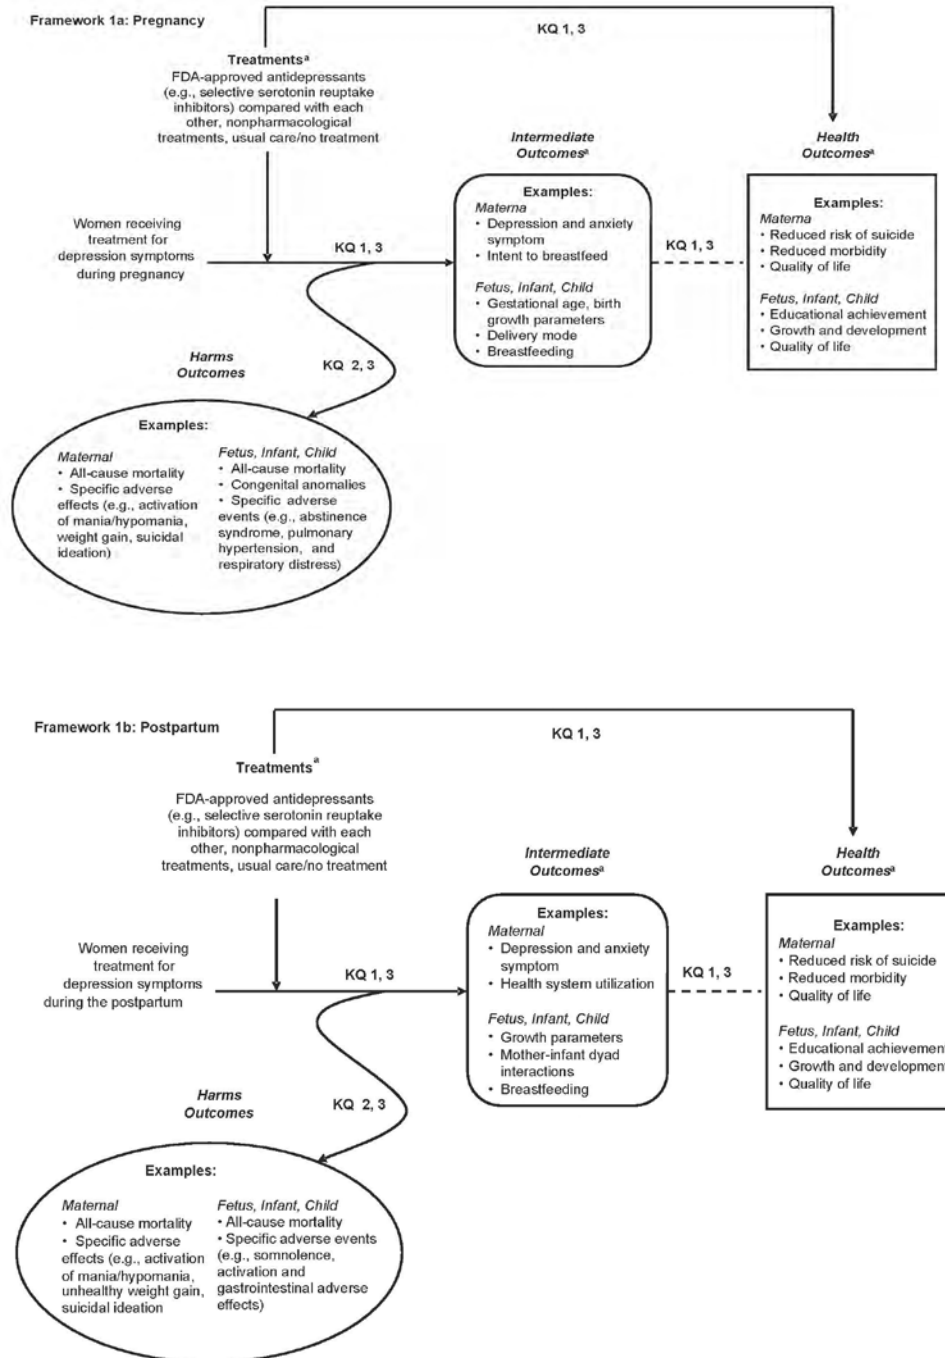 Framework 1a: Pregnancy
KQ 1, 3
Treatmentsª
FDA-approved antidepressants
(e.g., selective serotonin reuptake
inhibitors) compared with each
other, nonpharmacological
treatments, usual care/no treatment
Intermediate
Outcomesª
Health
Outcomesª
Women receiving
treatment for
depression symptoms
during pregnancy
KQ 1, 3
Examples:
Materna
• Depression and anxiety
symptom
• Intent to breastfeed
Fetus, Infant, Child
• Gestational age, birth
growth parameters
• Delivery mode
• Breastfeeding
KQ 1, 3
Examples:
Materna
• Reduced risk of suicide
• Reduced morbidity
• Quality of life
Fetus, Infant, Child
• Educational achievement
• Growth and development
• Quality of life
Harms
Outcomes
KQ 2, 3
Examples:
Maternal
• All-cause mortality
• Specific adverse
effects (e.g., activation
of mania/hypomania,
weight gain, suicidal
ideation)
Fetus, Infant, Child
• All-cause mortality
• Congenital anomalies
• Specific adverse
events (e.g., abstinence
syndrome, pulmonary
hypertension, and
respiratory distress)
Framework 1b: Postpartum
KQ 1, 3
Treatmentsª
FDA-approved antidepressants
(e.g., selective serotonin reuptake
inhibitors) compared with each
other, nonpharmacological
treatments, usual care/no treatment
Intermediate
Outcomesª
Health
Outcomesª
Women receiving
treatment for
depression symptoms
during the postpartum
KQ 1, 3
Examples:
Maternal
• Depression and anxiety
symptom
• Health system utilization
Fetus, Infant, Child
• Growth parameters
• Mother-infant dyad
interactions
• Breastfeeding
KQ 1, 3
Examples:
Maternal
• Reduced risk of suicide
• Reduced morbidity
• Quality of life
Fetus, Infant, Child
• Educational achievement
• Growth and development
• Quality of life
Harms
Outcomes
KQ 2, 3
Examples:
Maternal
• All-cause mortality
• Specific adverse
effects (e.g., activation
of mania/hypomania,
unhealthy weight gain,
suicidal ideation
Fetus, Infant, Child
• All-cause mortality
• Specific adverse events
(e.g., somnolence,
activation and
gastrointestinal adverse
effects)